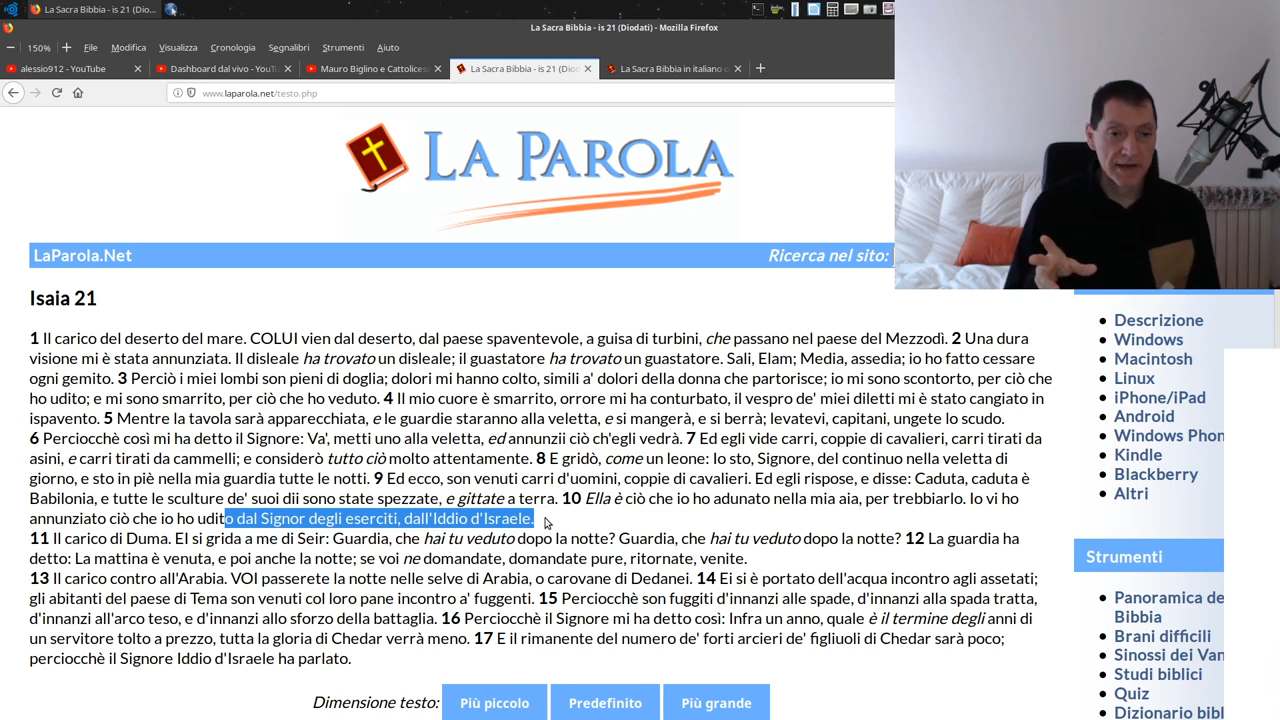 La Sacra Bibbia - is 21 (Dio...
La Sacra Bibbia - is 21 (Diodati) - Mozilla Firefox
150% File Modifica Visualizza Cronologia Segnalibri Strumenti Aiuto
alessio912 - YouTube
Dashboard dal vivo - YouTu
Mauro Biglino e Cattolices
La Sacra Bibbia - is 21 (Diod
La Sacra Bibbia in italiano o
www.laparola.net/testo.php
LA PAROLA
LaParola.Net Ricerca nel sito:
Isaia 21
1 Il carico del deserto del mare. COLUI vien dal deserto, dal paese spaventevole, a guisa di turbini, che passano nel paese del Mezzodì. 2 Una dura
visione mi è stata annunziata. Il disleale ha trovato un disleale; il guastatore ha trovato un guastatore. Sali, Elam; Media, assedia; io ho fatto cessare
ogni gemito. 3 Perciò i miei lombi son pieni di doglia; dolori mi hanno colto, simili a' dolori della donna che partorisce; io mi sono scontorto, per ciò che
ho udito; e mi sono smarrito, per ciò che ho veduto. 4 Il mio cuore è smarrito, orrore mi ha conturbato, il vespro de' miei diletti mi è stato cangiato in
ispavento. 5 Mentre la tavola sarà apparecchiata, e le guardie staranno alla veletta, e si mangerà, e si berrà; levatevi, capitani, ungete lo scudo.
6 Perciocchè così mi ha detto il Signore: Va', metti uno alla veletta, ed annunzii ciò ch'egli vedrà. 7 Ed egli vide carri, coppie di cavalieri, carri tirati da
asini, e carri tirati da cammelli; e considerò tutto ciò molto attentamente. 8 E gridò, come un leone: Io sto, Signore, del continuo nella veletta di
giorno, e sto in piè nella mia guardia tutte le notti. 9 Ed ecco, son venuti carri d'uomini, coppie di cavalieri. Ed egli rispose, e disse: Caduta, caduta è
Babilonia, e tutte le sculture de' suoi dii sono state spezzate, e gittate a terra. 10 Ella è ciò che io ho adunato nella mia aia, per trebbiarlo. Io vi ho
annunziato ciò che io ho udito dal Signor degli eserciti, dall'Iddio d'Israele.
11 Il carico di Duma. EI si grida a me di Seir: Guardia, che hai tu veduto dopo la notte? Guardia, che hai tu veduto dopo la notte? 12 La guardia ha
detto: La mattina è venuta, e poi anche la notte; se voi ne domandate, domandate pure, ritornate, venite.
13 Il carico contro all'Arabia. VOI passerete la notte nelle selve di Arabia, o carovane di Dedanei. 14 Ei si è portato dell'acqua incontro agli assetati;
gli abitanti del paese di Tema son venuti col loro pane incontro a' fuggenti. 15 Perciocchè son fuggiti d'innanzi alle spade, d'innanzi alla spada tratta,
d'innanzi all'arco teso, e d'innanzi allo sforzo della battaglia. 16 Perciocchè il Signore mi ha detto così: Infra un anno, quale è il termine degli anni di
un servitore tolto a prezzo, tutta la gloria di Chedar verrà meno. 17 E il rimanente del numero de' forti arcieri de' figliuoli di Chedar sarà poco;
perciocchè il Signore Iddio d'Israele ha parlato.
Dimensione testo: Più piccolo Predefinito Più grande
Descrizione
Windows
Macintosh
Linux
iPhone/iPad
Android
Windows Phon
Kindle
Blackberry
Altri
Strumenti
Panoramica de
Bibbia
Brani difficili
Sinossi dei Van
Studi biblici
Quiz
Dizionario bibl